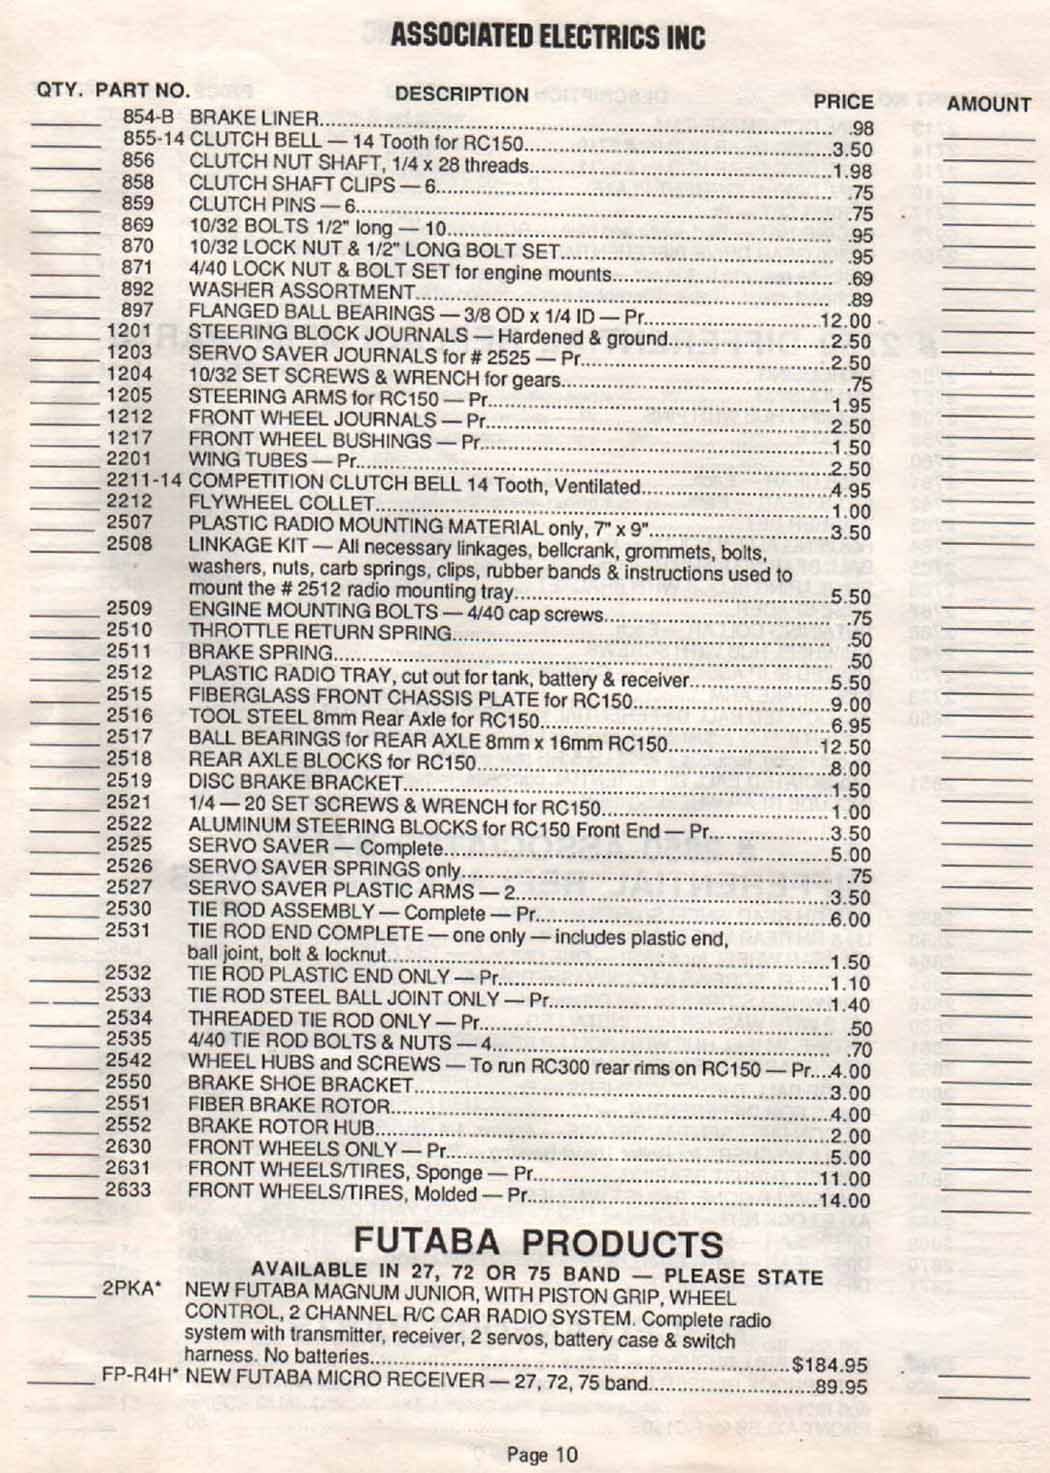 ASSOCIATED ELECTRICS INC
QTY. PART NO. DESCRIPTION PRICE AMOUNT
854-B BRAKE LINER .98
855-14 CLUTCH BELL — 14 Tooth for RC150 3.50
856 CLUTCH NUT SHAFT, 1/4 x 28 threads 1.98
858 CLUTCH SHAFT CLIPS — 6 .75
859 CLUTCH PINS — 6 .75
869 10/32 BOLTS 1/2" long — 10 .95
870 10/32 LOCK NUT & 1/2" LONG BOLT SET .95
871 4/40 LOCK NUT & BOLT SET for engine mounts .69
892 WASHER ASSORTMENT .89
897 FLANGED BALL BEARINGS — 3/8 OD x 1/4 ID — Pr. 12.00
1201 STEERING BLOCK JOURNALS — Hardened & ground 2.50
1203 SERVO SAVER JOURNALS for # 2525 — Pr. 2.50
1204 10/32 SET SCREWS & WRENCH for gears .75
1205 STEERING ARMS for RC150 — Pr. 1.95
1212 FRONT WHEEL JOURNALS — Pr. 2.50
1217 FRONT WHEEL BUSHINGS — Pr. 1.50
2201 WING TUBES — Pr. 2.50
2211-14 COMPETITION CLUTCH BELL 14 Tooth, Ventilated 4.95
2212 FLYWHEEL COLLET 1.00
2507 PLASTIC RADIO MOUNTING MATERIAL only, 7" x 9" 3.50
2508 LINKAGE KIT — All necessary linkages, bellcrank, grommets, bolts,
washers, nuts, carb springs, clips, rubber bands & instructions used to
mount the # 2512 radio mounting tray 5.50
2509 ENGINE MOUNTING BOLTS — 4/40 cap screws .75
2510 THROTTLE RETURN SPRING .50
2511 BRAKE SPRING .50
2512 PLASTIC RADIO TRAY, cut out for tank, battery & receiver 5.50
2515 FIBERGLASS FRONT CHASSIS PLATE for RC150 9.00
2516 TOOL STEEL 8mm Rear Axle for RC150 6.95
2517 BALL BEARINGS for REAR AXLE 8mm x 16mm RC150 12.50
2518 REAR AXLE BLOCKS for RC150 8.00
2519 DISC BRAKE BRACKET 1.50
2521 1/4 — 20 SET SCREWS & WRENCH for RC150 1.00
2522 ALUMINUM STEERING BLOCKS for RC150 Front End — Pr. 3.50
2525 SERVO SAVER — Complete 5.00
2526 SERVO SAVER SPRINGS only .75
2527 SERVO SAVER PLASTIC ARMS — 2 3.50
2530 TIE ROD ASSEMBLY — Complete — Pr. 6.00
2531 TIE ROD END COMPLETE — one only — includes plastic end,
ball joint, bolt & locknut 1.50
2532 TIE ROD PLASTIC END ONLY — Pr. 1.10
2533 TIE ROD STEEL BALL JOINT ONLY — Pr. 1.40
2534 THREADED TIE ROD ONLY — Pr. .50
2535 4/40 TIE ROD BOLTS & NUTS — 4 .70
2542 WHEEL HUBS and SCREWS — To run RC300 rear rims on RC150 — Pr. 4.00
2550 BRAKE SHOE BRACKET 3.00
2551 FIBER BRAKE ROTOR 4.00
2552 BRAKE ROTOR HUB 2.00
2630 FRONT WHEELS ONLY — Pr. 5.00
2631 FRONT WHEELS/TIRES, Sponge — Pr. 11.00
2633 FRONT WHEELS/TIRES, Molded — Pr. 14.00
FUTABA PRODUCTS
AVAILABLE IN 27, 72 OR 75 BAND — PLEASE STATE
2PKA* NEW FUTABA MAGNUM JUNIOR, WITH PISTON GRIP, WHEEL
CONTROL, 2 CHANNEL R/C CAR RADIO SYSTEM. Complete radio
system with transmitter, receiver, 2 servos, battery case & switch
harness. No batteries $184.95
FP-R4H* NEW FUTABA MICRO RECEIVER — 27, 72, 75 band 89.95
Page 10